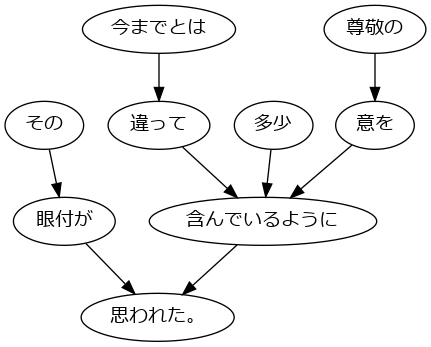 今までとは 尊敬の
その 違って 多少 意を
眼付が 含んでいるように
思われた。